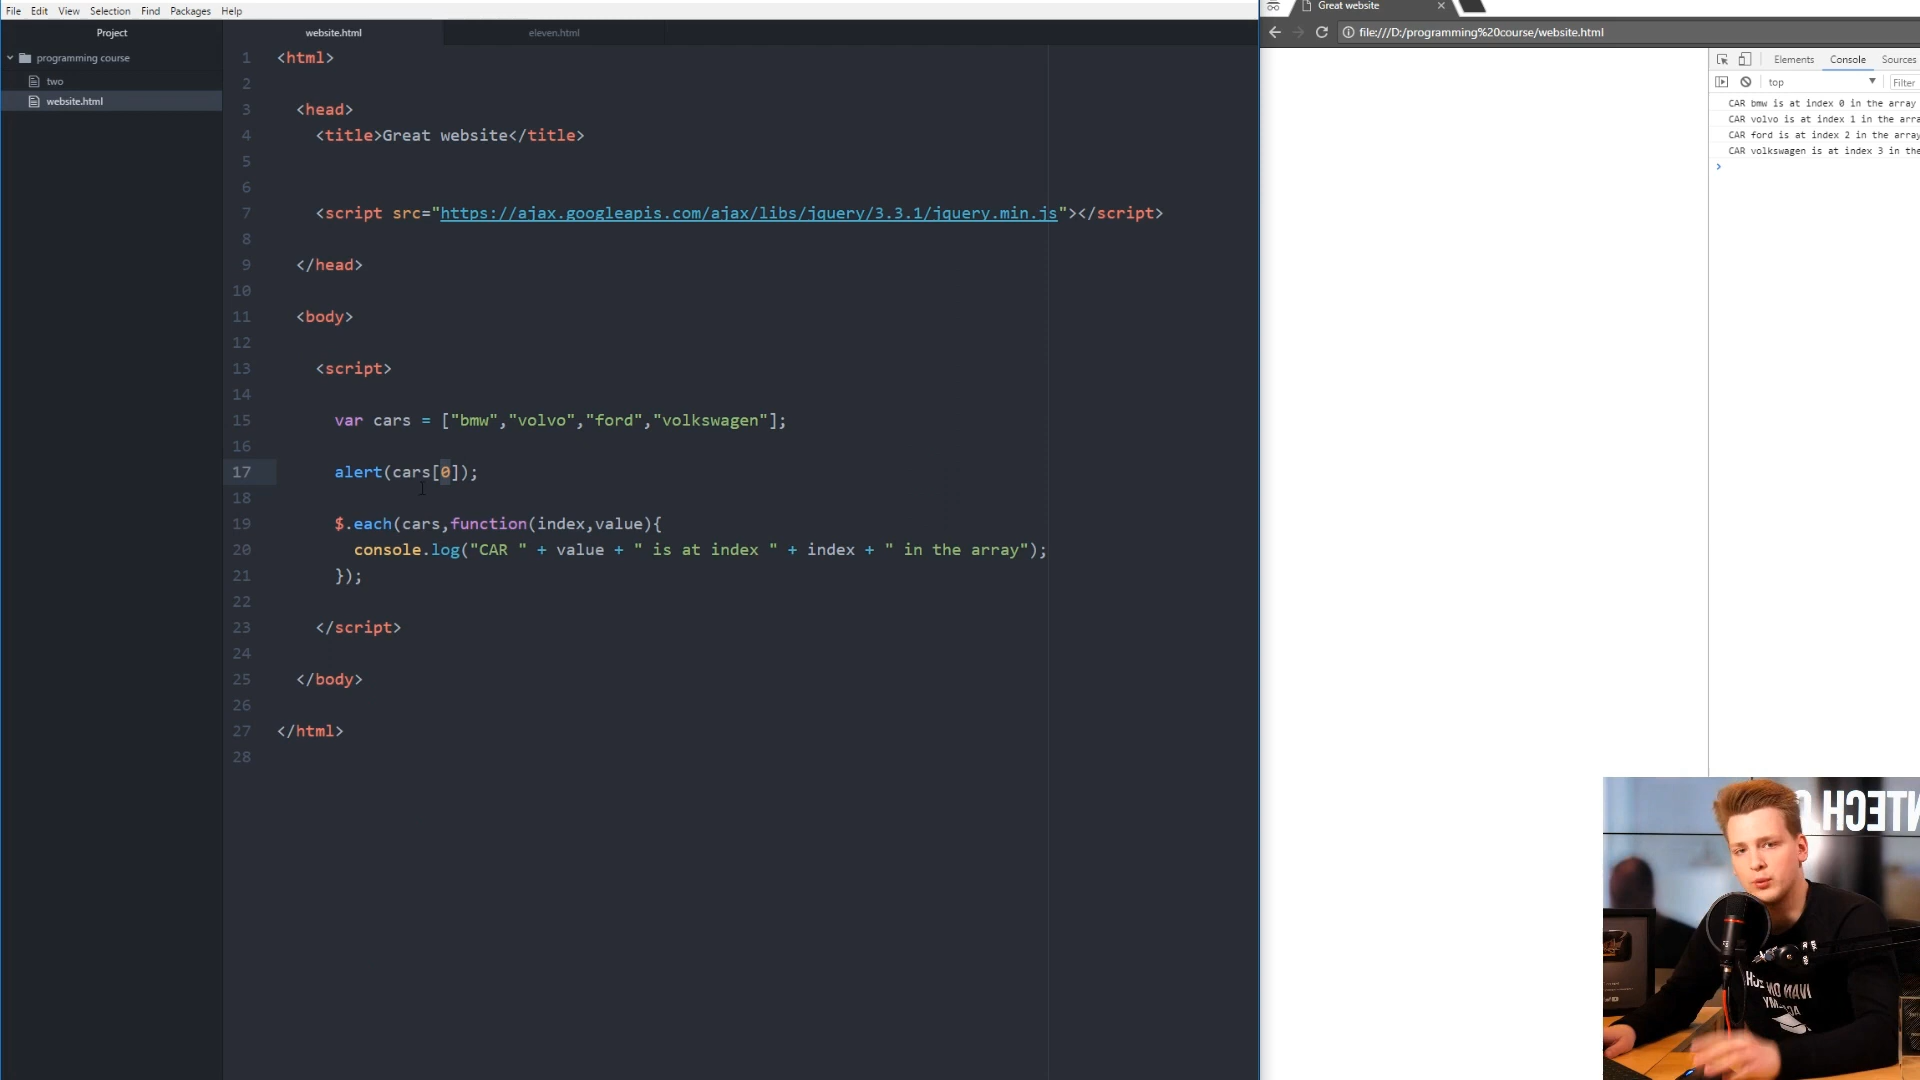 File Edit View Selection Find Packages Help
Project
programming course
two
website.html
website.html eleven.html
1 <html>
2
3 <head>
4 <title>Great website</title>
5
6
7 <script src="https://ajax.googleapis.com/ajax/libs/jquery/3.3.1/jquery.min.js"></script>
8
9 </head>
10
11 <body>
12
13 <script>
14
15 var cars = ["bmw","volvo","ford","volkswagen"];
16
17 alert(cars[0]);
18
19 $.each(cars,function(index,value){
20 console.log("CAR " + value + " is at index " + index + " in the array");
21 });
22
23 </script>
24
25 </body>
26
27 </html>
28
Great website
file:///D:/programming%20course/website.html
Elements Console Sources
top Filter
CAR bmw is at index 0 in the array
CAR volvo is at index 1 in the arra
CAR ford is at index 2 in the array
CAR volkswagen is at index 3 in the